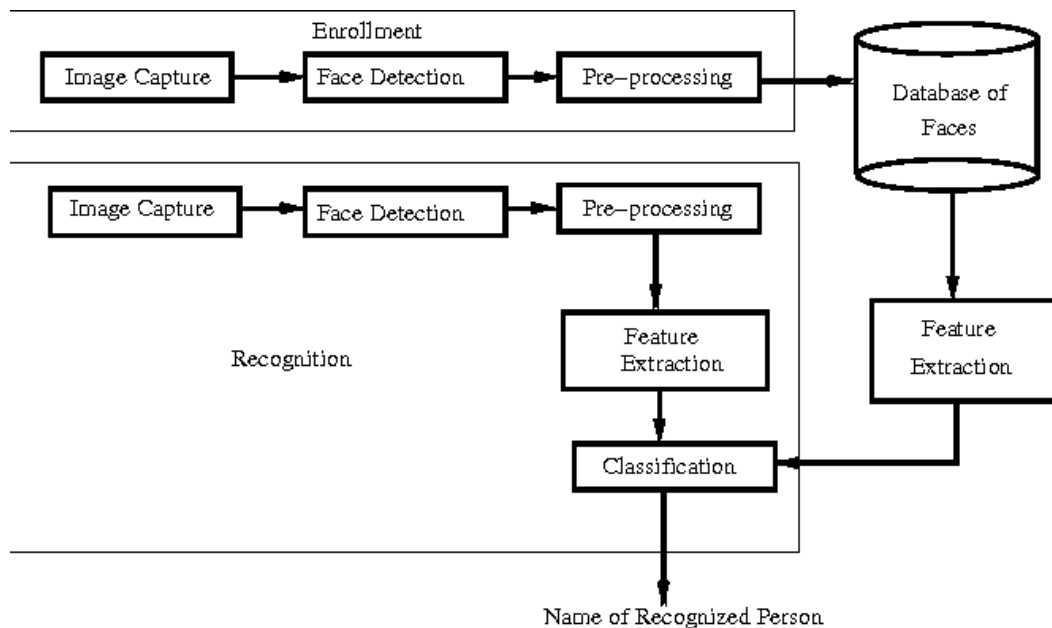 Enrollment
Image Capture
Face Detection
Pre–processing
Database of
Faces
Image Capture
Face Detection
Pre–processing
Feature
Extraction
Feature
Extraction
Recognition
Classification
Name of Recognized Person